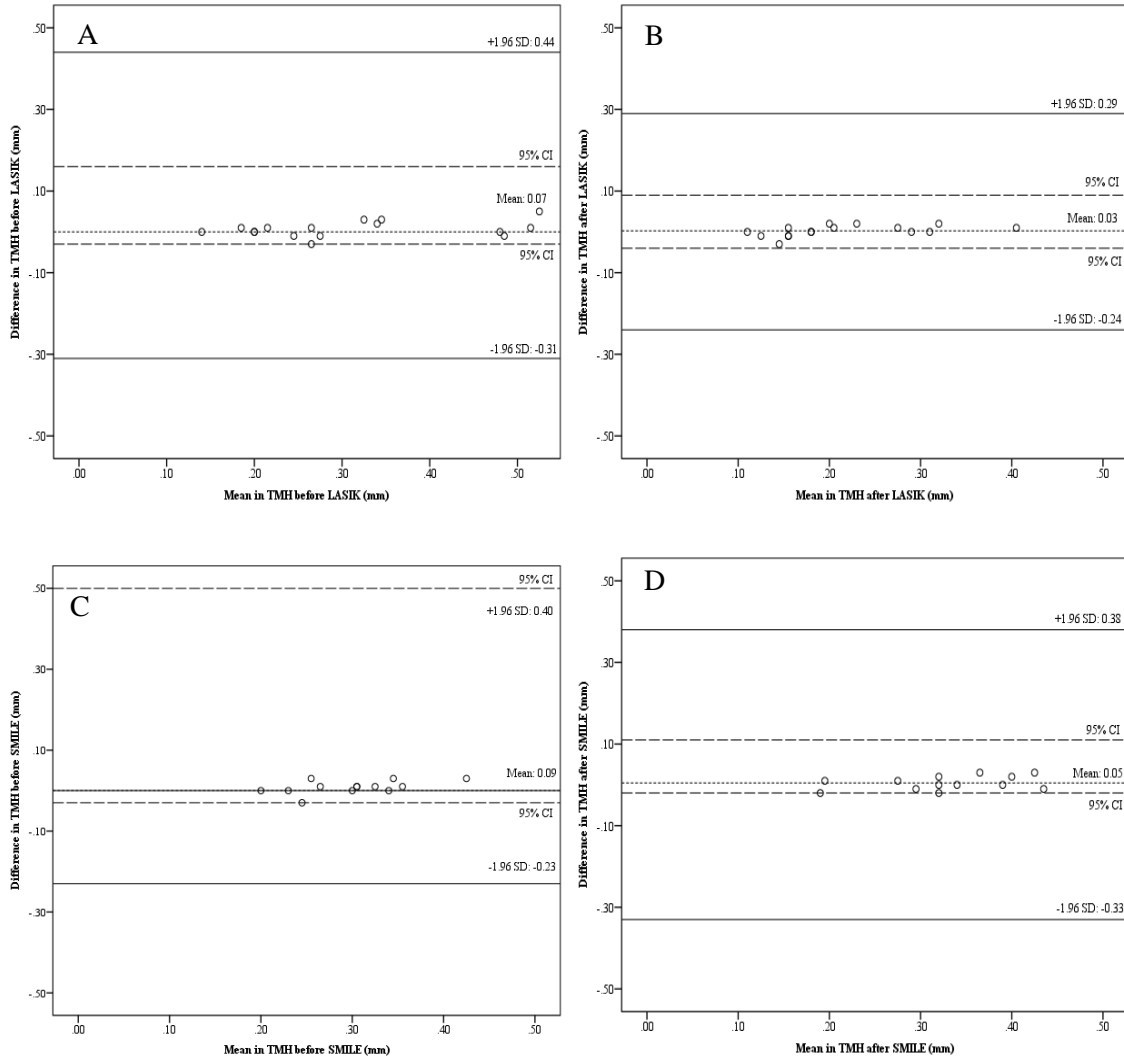 A
.50
+1.96 SD: 0.44
.30
95% CI
.10
Mean: 0.07
95% CI
-.10
-.30
-1.96 SD: -0.31
-.50
Difference in TMH before LASIK (mm)
.00 .10 .20 .30 .40 .50
Mean in TMH before LASIK (mm)
B
.50
+1.96 SD: 0.29
.30
95% CI
.10
Mean: 0.03
95% CI
-.10
-1.96 SD: -0.24
-.30
-.50
Difference in TMH after LASIK (mm)
.00 .10 .20 .30 .40 .50
Mean in TMH after LASIK (mm)
C
95% CI
.50
+1.96 SD: 0.40
.30
.10
Mean: 0.09
95% CI
-.10
-1.96 SD: -0.23
-.30
-.50
Difference in TMH before SMILE (mm)
.00 .10 .20 .30 .40 .50
Mean in TMH before SMILE (mm)
D
.50
+1.96 SD: 0.38
.30
95% CI
.10
Mean: 0.05
95% CI
-.10
-.30
-1.96 SD: -0.33
-.50
Difference in TMH after SMILE (mm)
.00 .10 .20 .30 .40 .50
Mean in TMH after SMILE (mm)